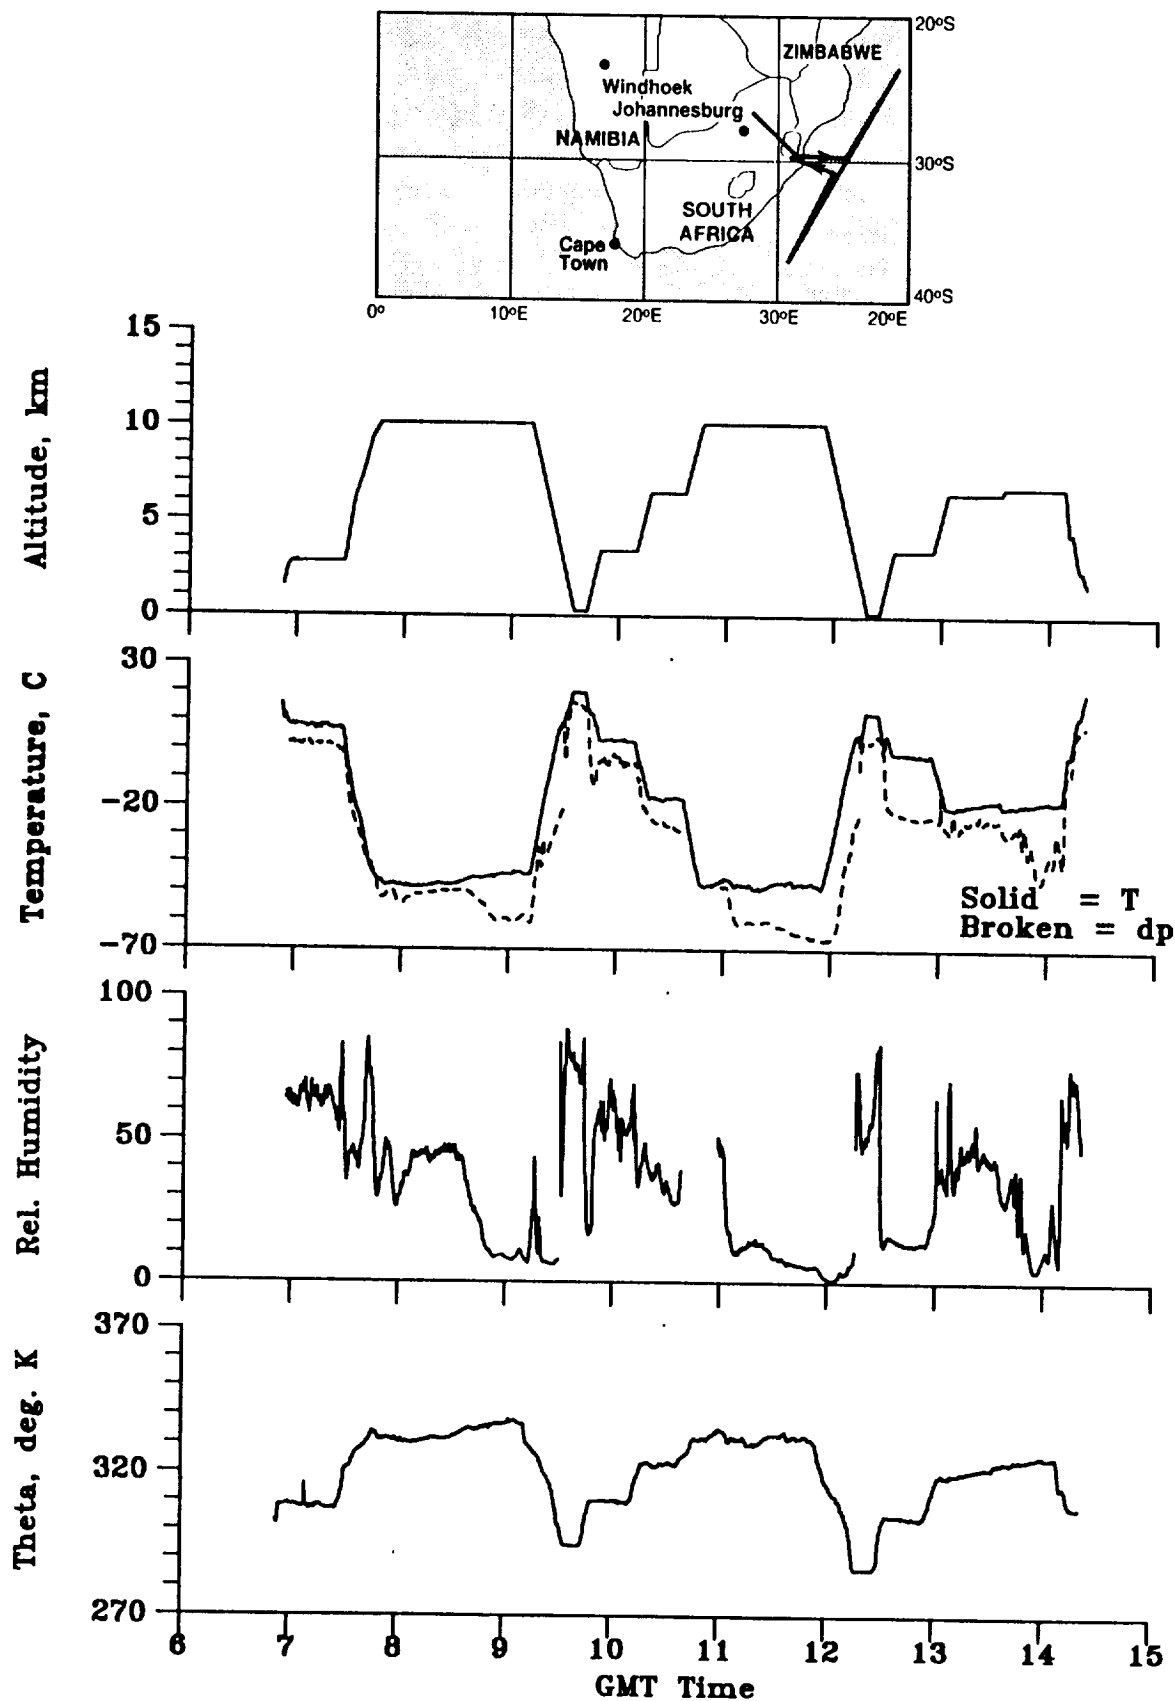 20°S
ZIMBABWE
Windhoek
Johannesburg
NAMIBIA
30°S
SOUTH
AFRICA
Cape
Town
40°S
0° 10°E 20°E 30°E 20°E
15
10
5
0
Altitude, km
30
-20
-70
Temperature, C
Solid = T
Broken = dp
100
50
0
Rel. Humidity
370
320
270
Theta, deg. K
6 7 8 9 10 11 12 13 14 15
GMT Time